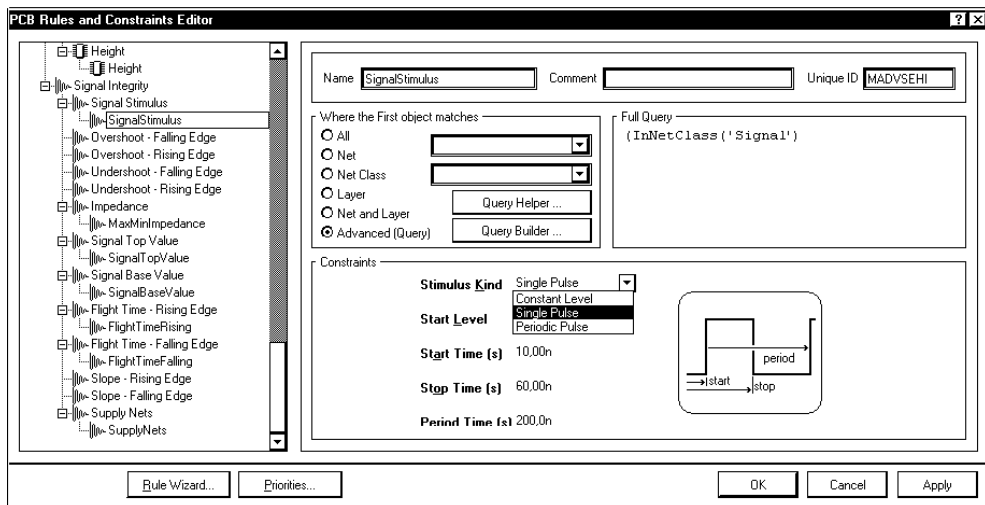 PCB Rules and Constraints Editor
Height
Height
Signal Integrity
Signal Stimulus
SignalStimulus
Overshoot - Falling Edge
Overshoot - Rising Edge
Undershoot - Falling Edge
Undershoot - Rising Edge
Impedance
MaxMinImpedance
Signal Top Value
SignalTopValue
Signal Base Value
SignalBaseValue
Flight Time - Rising Edge
FlightTimeRising
Flight Time - Falling Edge
FlightTimeFalling
Slope - Rising Edge
Slope - Falling Edge
Supply Nets
SupplyNets
Name SignalStimulus Comment Unique ID MADVSEHI
Where the First object matches
All
Net
Net Class
Layer
Net and Layer
Advanced (Query)
Query Helper ...
Query Builder ...
Full Query
(InNetClass('Signal')
Constraints
Stimulus Kind Single Pulse
Constant Level
Single Pulse
Periodic Pulse
Start Level
Start Time (s) 10,00n
Stop Time (s) 60,00n
Period Time (s) 200,0n
period
start
stop
Rule Wizard... Priorities... OK Cancel Apply